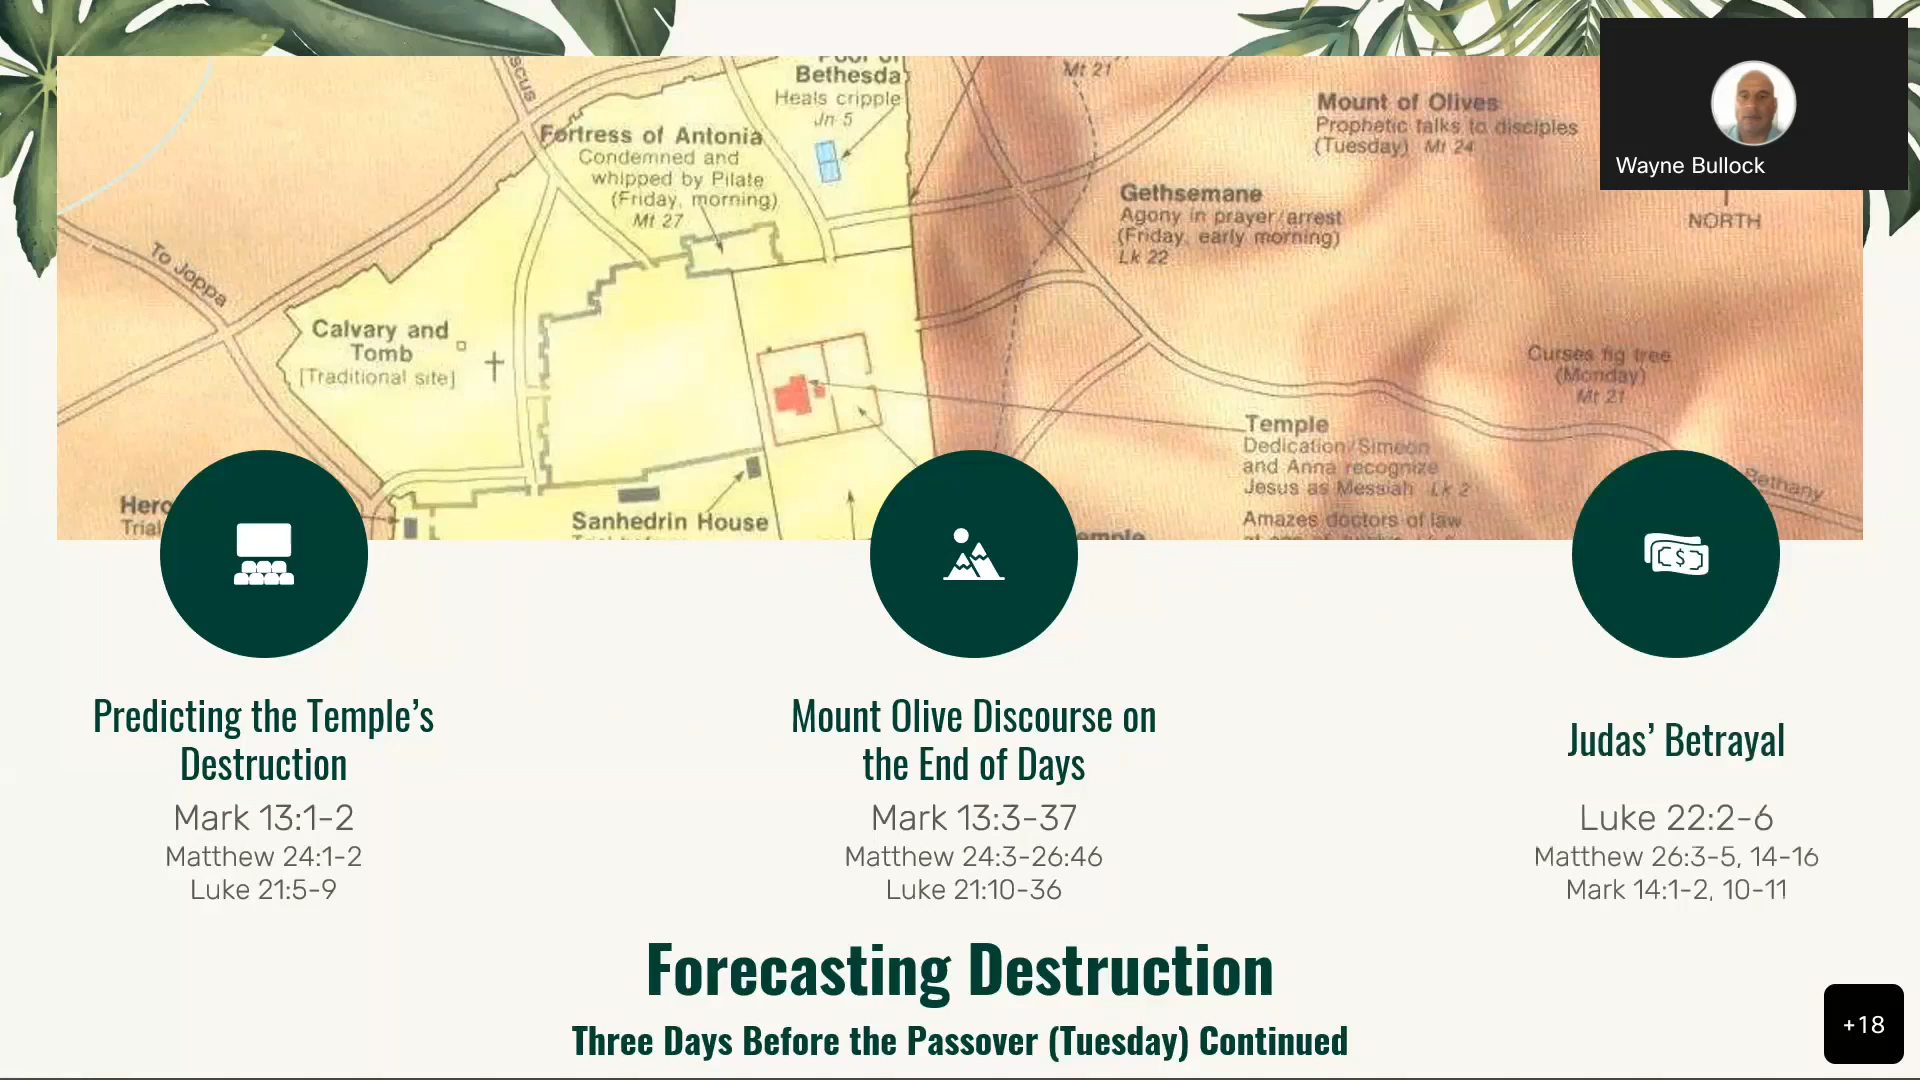 scus
Pool of
Bethesda
Heals cripple
Jn 5
Mt 21
Mount of Olives
Prophetic talks to disciples
(Tuesday) Mt 24
Wayne Bullock
Fortress of Antonia
Condemned and
whipped by Pilate
(Friday, morning)
Mt 27
Gethsemane
Agony in prayer/arrest
(Friday, early morning)
Lk 22
NORTH
To Joppa
Calvary and
Tomb
[Traditional site]
Curses fig tree
(Monday)
Mt 21
Temple
Dedication/Simeon
and Anna recognize
Jesus as Messiah Lk 2
Amazes doctors of law
Bethany
Hero
Trial
Sanhedrin House
emple
Predicting the Temple’s
Destruction
Mark 13:1-2
Matthew 24:1-2
Luke 21:5-9
Mount Olive Discourse on
the End of Days
Mark 13:3-37
Matthew 24:3-26:46
Luke 21:10-36
Judas’ Betrayal
Luke 22:2-6
Matthew 26:3-5, 14-16
Mark 14:1-2, 10-11
Forecasting Destruction
Three Days Before the Passover (Tuesday) Continued
+18